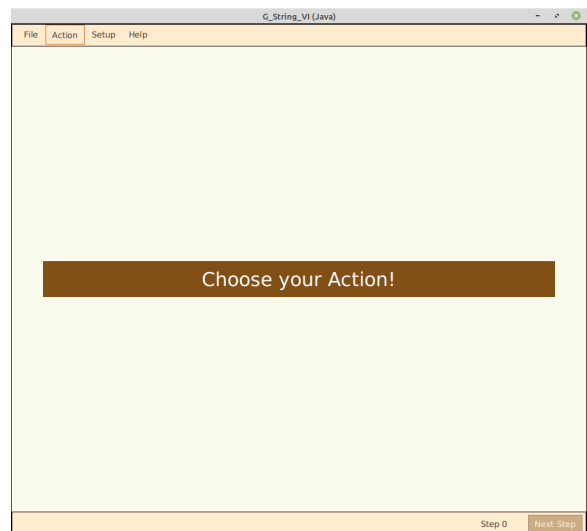 G_String_VI (Java)
File Action Setup Help
Choose your Action!
Step 0 Next Step